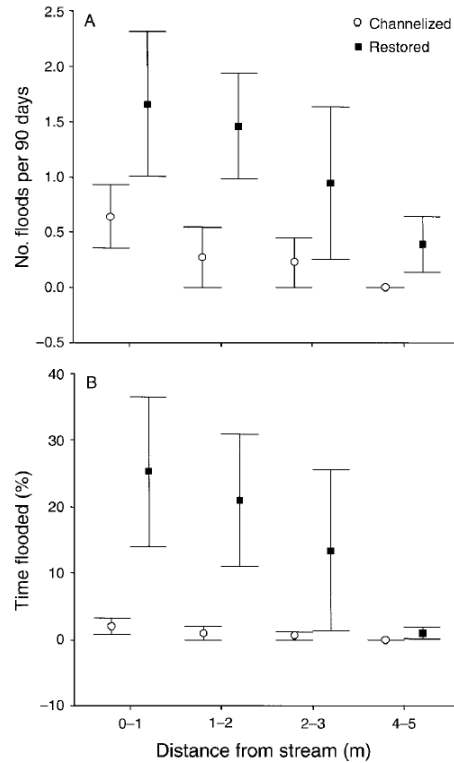 A
Channelized
Restored
2.5
2.0
1.5
1.0
0.5
0.0
−0.5
No. floods per 90 days
B
40
30
20
10
0
−10
Time flooded (%)
0–1
1–2
2–3
4–5
Distance from stream (m)